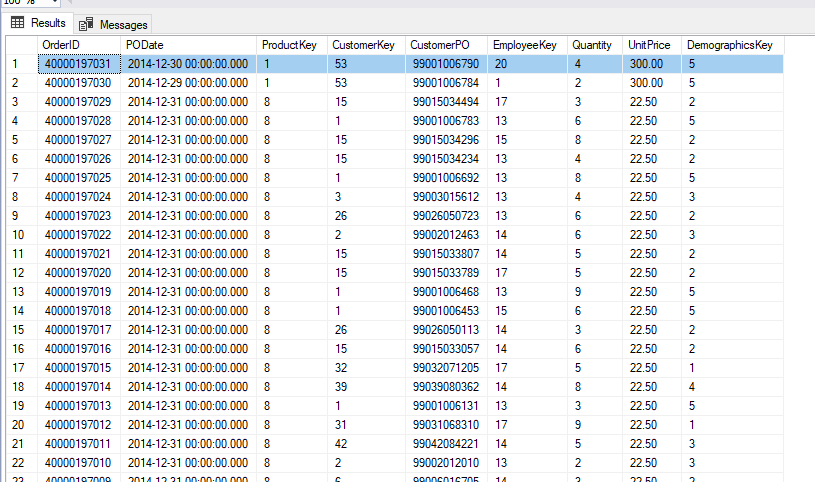 100 %
Results Messages
OrderID PODate ProductKey CustomerKey CustomerPO EmployeeKey Quantity UnitPrice DemographicsKey
1 40000197031 2014-12-30 00:00:00.000 1 53 99001006790 20 4 300.00 5
2 40000197030 2014-12-29 00:00:00.000 1 53 99001006784 1 2 300.00 5
3 40000197029 2014-12-31 00:00:00.000 8 15 99015034494 17 3 22.50 2
4 40000197028 2014-12-31 00:00:00.000 8 1 99001006783 13 6 22.50 5
5 40000197027 2014-12-31 00:00:00.000 8 15 99015034296 15 8 22.50 2
6 40000197026 2014-12-31 00:00:00.000 8 15 99015034234 13 4 22.50 2
7 40000197025 2014-12-31 00:00:00.000 8 1 99001006692 13 8 22.50 5
8 40000197024 2014-12-31 00:00:00.000 8 3 99003015612 13 4 22.50 3
9 40000197023 2014-12-31 00:00:00.000 8 26 99026050723 13 6 22.50 2
10 40000197022 2014-12-31 00:00:00.000 8 2 99002012463 14 6 22.50 3
11 40000197021 2014-12-31 00:00:00.000 8 15 99015033807 14 5 22.50 2
12 40000197020 2014-12-31 00:00:00.000 8 15 99015033789 17 5 22.50 2
13 40000197019 2014-12-31 00:00:00.000 8 1 99001006468 13 9 22.50 5
14 40000197018 2014-12-31 00:00:00.000 8 1 99001006453 15 6 22.50 5
15 40000197017 2014-12-31 00:00:00.000 8 26 99026050113 14 3 22.50 2
16 40000197016 2014-12-31 00:00:00.000 8 15 99015033057 14 6 22.50 2
17 40000197015 2014-12-31 00:00:00.000 8 32 99032071205 17 5 22.50 1
18 40000197014 2014-12-31 00:00:00.000 8 39 99039080362 14 8 22.50 4
19 40000197013 2014-12-31 00:00:00.000 8 1 99001006131 13 3 22.50 5
20 40000197012 2014-12-31 00:00:00.000 8 31 99031068310 17 9 22.50 1
21 40000197011 2014-12-31 00:00:00.000 8 42 99042084221 14 5 22.50 3
22 40000197010 2014-12-31 00:00:00.000 8 2 99002012010 13 2 22.50 3
23 40000197009 2014-12-31 00:00:00.000 8 6 99006016705 14 3 22.50 2